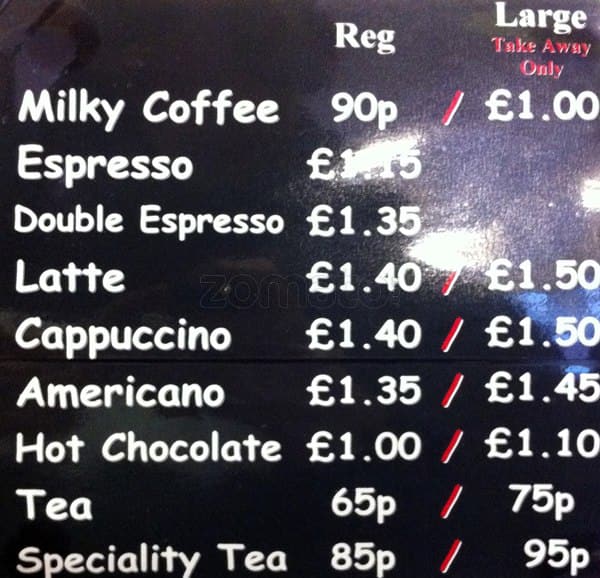 Reg Large
Take Away
Only
Milky Coffee 90p / £1.00
Espresso
Double Espresso £1.35
Latte £1.40 / £1.50
Cappuccino £1.40 / £1.50
Americano £1.35 / £1.45
Hot Chocolate £1.00 / £1.10
Tea 65p / 75p
Speciality Tea 85p / 95p
zomato